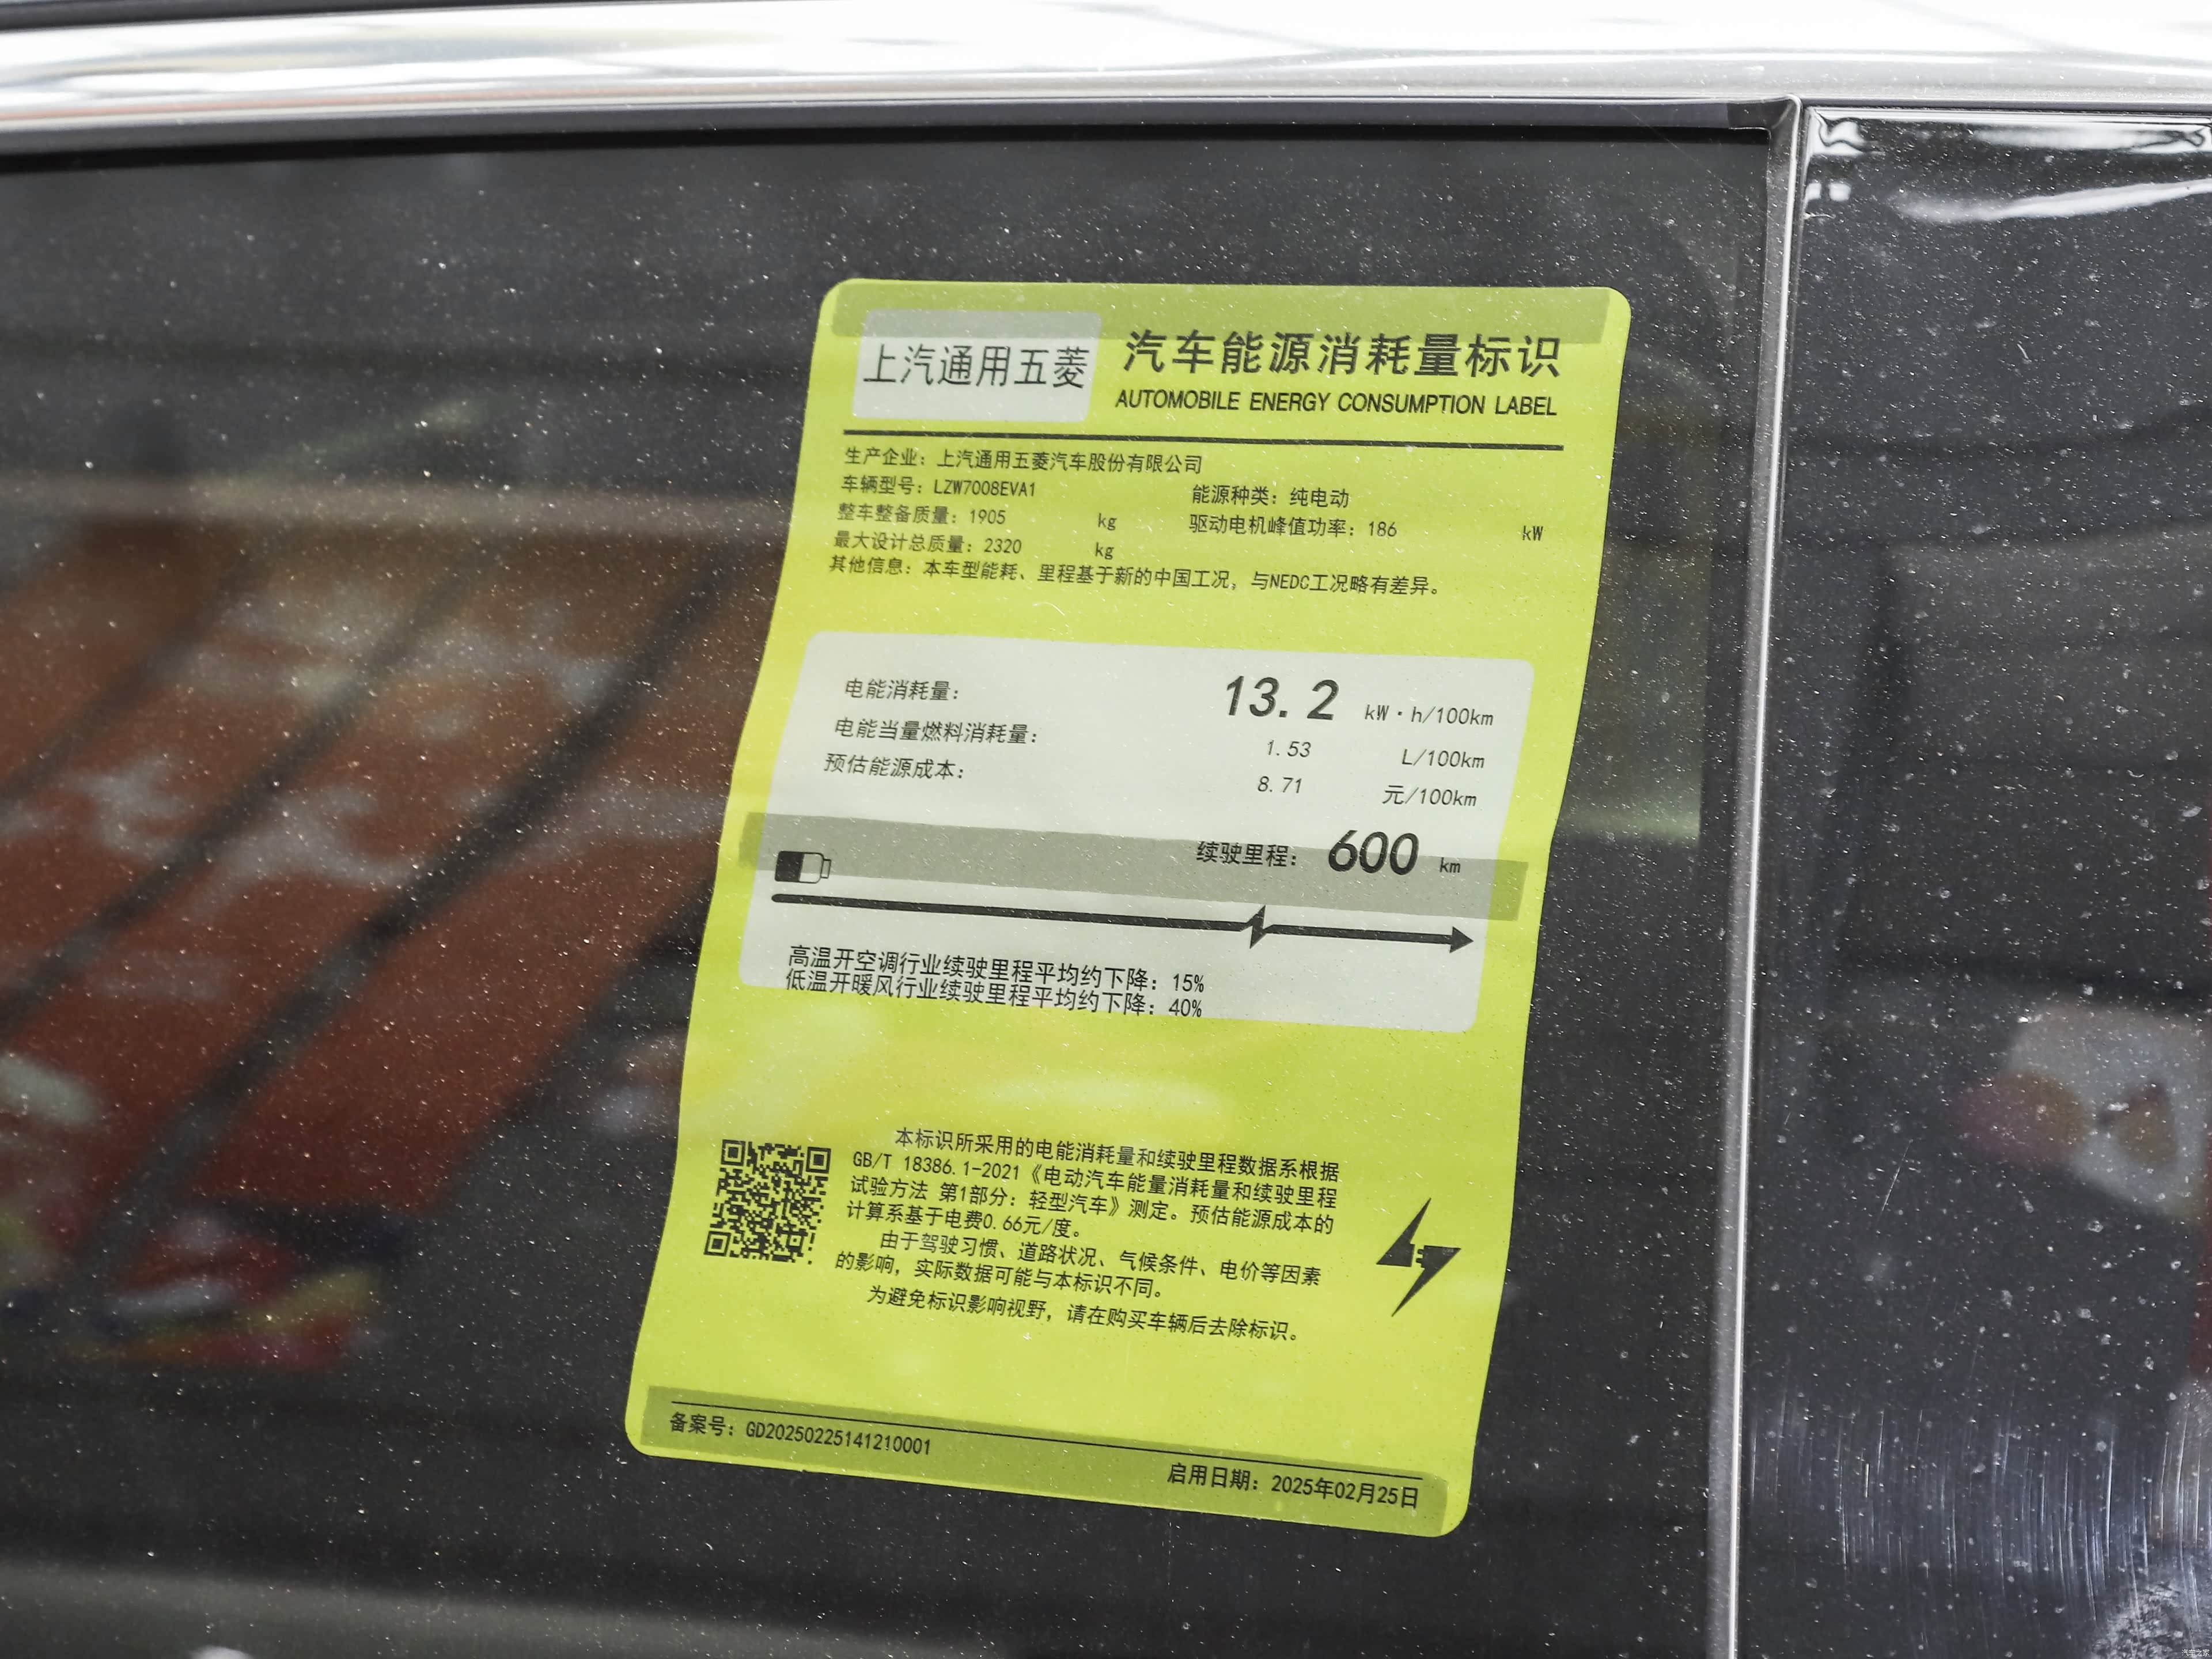 上汽通用五菱
汽车能源消耗量标识
AUTOMOBILE ENERGY CONSUMPTION LABEL
生产企业：上汽通用五菱汽车股份有限公司
车辆型号：LZW7008EVA1 能源种类：纯电动
整车整备质量：1905 kg 驱动电机峰值功率：186 kW
最大设计总质量：2320 kg
其他信息：本车型能耗、里程基于新的中国工况，与NEDC工况略有差异。
电能消耗量： 13.2 kW·h/100km
电能当量燃料消耗量： 1.53 L/100km
预估能源成本： 8.71 元/100km
续驶里程： 600 km
高温开空调行业续驶里程平均约下降：15%
低温开暖风行业续驶里程平均约下降：40%
本标识所采用的电能消耗量和续驶里程数据系根据
GB/T 18386.1-2021《电动汽车能量消耗量和续驶里程
试验方法 第1部分：轻型汽车》测定。预估能源成本的
计算系基于电费0.66元/度。
由于驾驶习惯、道路状况、气候条件、电价等因素
的影响，实际数据可能与本标识不同。
为避免标识影响视野，请在购买车辆后去除标识。
备案号：GD20250225141210001
启用日期：2025年02月25日
汽车之家